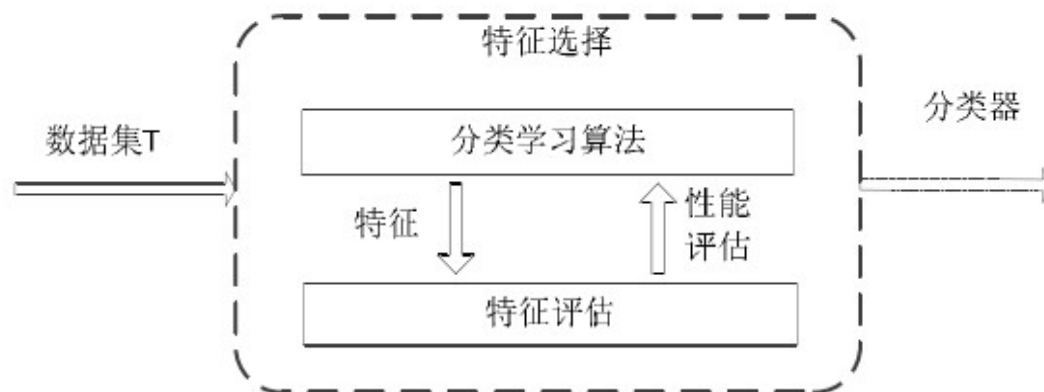 特征选择
数据集T
分类学习算法
分类器
特征
性能
评估
特征评估